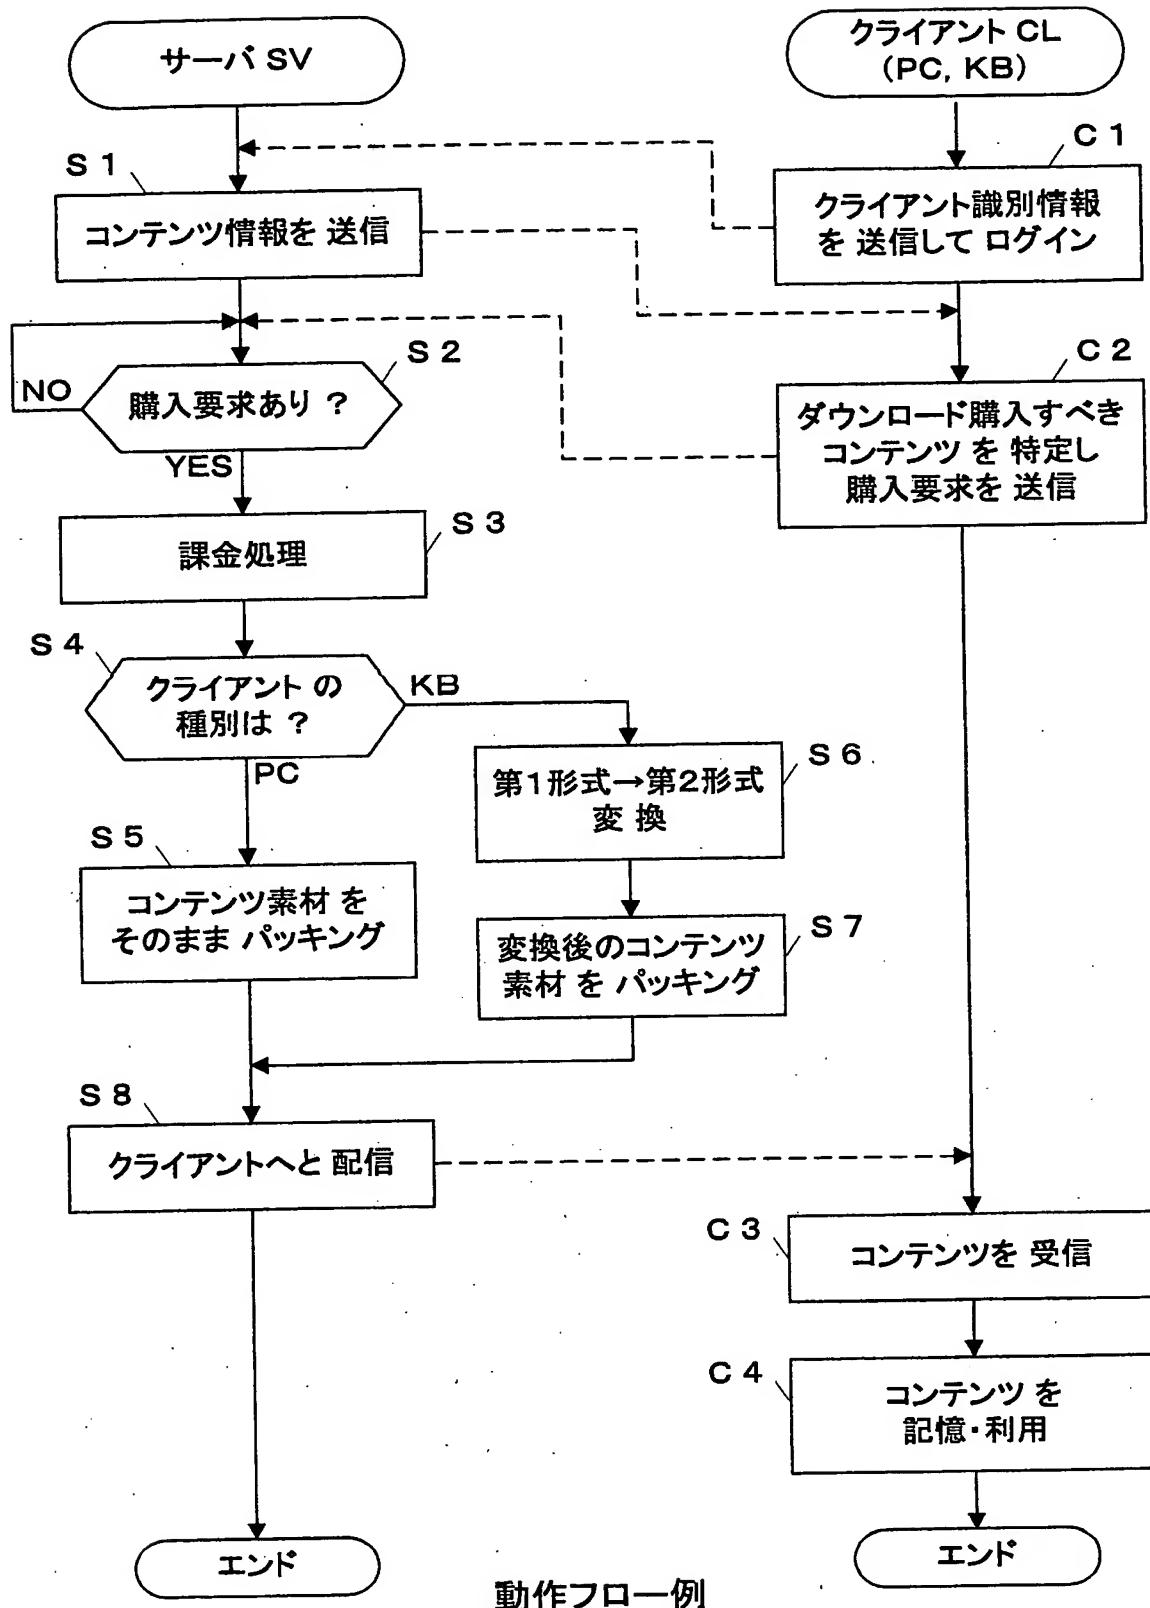 サーバ SV
クライアント CL
(PC, KB)
S 1
コンテンツ情報を 送信
C 1
クライアント識別情報
を 送信して ログイン
S 2
NO
購入要求あり ?
YES
C 2
ダウンロード購入すべき
コンテンツ を 特定し
購入要求を 送信
S 3
課金処理
S 4
クライアント の
種別は ?
KB
PC
S 6
第1形式→第2形式
変 換
S 5
コンテンツ素材 を
そのまま パッキング
S 7
変換後のコンテンツ
素材 を パッキング
S 8
クライアントへと 配信
C 3
コンテンツを 受信
C 4
コンテンツ を
記憶・利用
エンド
エンド
動作フロー例